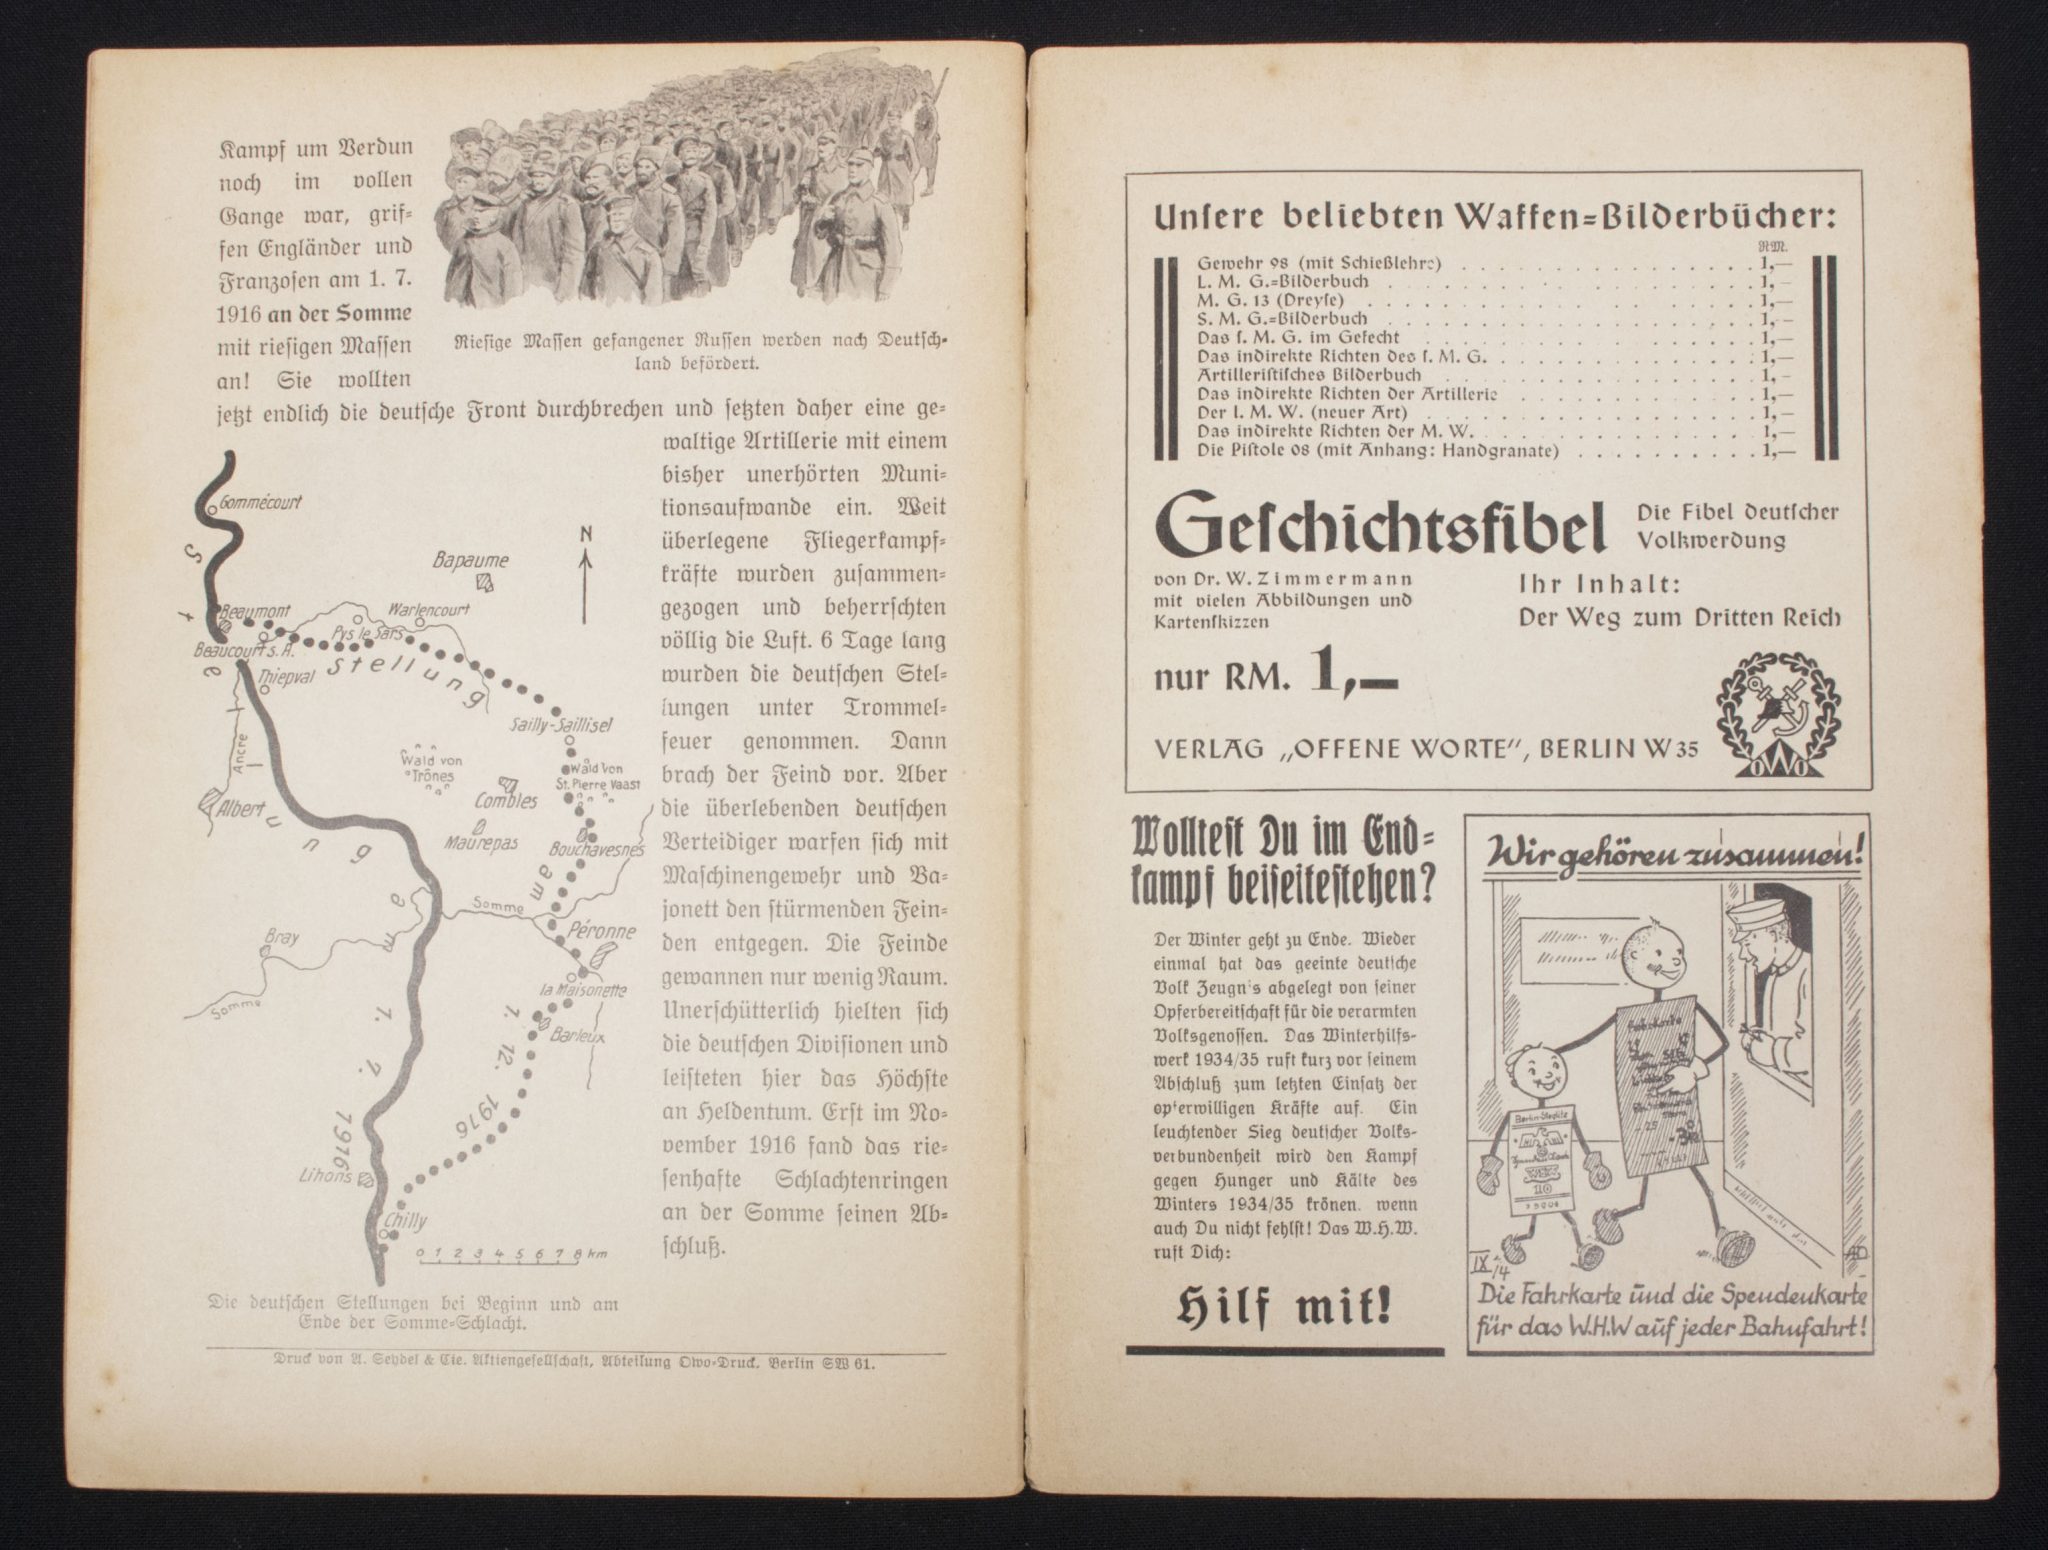 Kampf um Verdun
noch im vollen
Gange war, grif-
fen Engländer und
Franzosen am 1. 7.
1916 an der Somme
mit riesigen Massen
an! Sie wollten
Riesige Massen gefangener Russen werden nach Deutsch-
land befördert.
jetzt endlich die deutsche Front durchbrechen und setzten daher eine ge-
waltige Artillerie mit einem
bisher unerhörten Muni-
tionsaufwande ein. Weit
überlegene Fliegerkampf-
kräfte wurden zusammen-
gezogen und beherrschten
völlig die Luft. 6 Tage lang
wurden die deutschen Stel-
lungen unter Trommel-
feuer genommen. Dann
brach der Feind vor. Aber
die überlebenden deutschen
Verteidiger warfen sich mit
Maschinengewehr und Ba-
jonett den stürmenden Fein-
den entgegen. Die Feinde
gewannen nur wenig Raum.
Unerschütterlich hielten sich
die deutschen Divisionen und
leisteten hier das Höchste
an Heldentum. Erst im No-
vember 1916 fand das rie-
senhafte Schlachtenringen
an der Somme seinen Ab-
schluß.
Gommécourt
N
Bapaume
Beaumont
Warlencourt
Pys le Sars
Beaucourt s. A.
Thiepval
Stellung
Sailly-Saillisel
Ancre
Wald von
Trônes
Wald von
St. Pierre Vaast
Combles
Albert
Maurepas
Bouchavesnes
am
Somme
Péronne
Bray
la Maisonette
Somme
Barleux
1. 12. 1916
Stellung am 1. 7. 1916
Lihons
Chilly
0 1 2 3 4 5 6 7 8 km
Die deutschen Stellungen bei Beginn und am
Ende der Somme-Schlacht.
Druck von A. Seydel & Cie. Aktiengesellschaft, Abteilung Owo-Druck, Berlin SW 61.
Unsere beliebten Waffen-Bilderbücher:
RM.
Gewehr 98 (mit Schießlehre) . . . . . 1,—
L. M. G.-Bilderbuch . . . . . 1,—
M. G. 13 (Dreyse) . . . . . 1,—
S. M. G.-Bilderbuch . . . . . 1,—
Das s. M. G. im Gefecht . . . . . 1,—
Das indirekte Richten des s. M. G. . . . . . 1,—
Artilleristisches Bilderbuch . . . . . 1,—
Das indirekte Richten der Artillerie . . . . . 1,—
Der l. M. W. (neuer Art) . . . . . 1,—
Das indirekte Richten der M. W. . . . . . 1,—
Die Pistole 08 (mit Anhang: Handgranate) . . . . . 1,—
Geschichtsfibel
Die Fibel deutscher
Volkwerdung
von Dr. W. Zimmermann
mit vielen Abbildungen und
Kartenskizzen
Ihr Inhalt:
Der Weg zum Dritten Reich
nur RM. 1,—
VERLAG „OFFENE WORTE“, BERLIN W 35
OWO
Wolltest Du im End-
kampf beiseitestehen?
Der Winter geht zu Ende. Wieder
einmal hat das geeinte deutsche
Volk Zeugnis abgelegt von seiner
Opferbereitschaft für die verarmten
Volksgenossen. Das Winterhilfs-
werk 1934/35 ruft kurz vor seinem
Abschluß zum letzten Einsatz der
opferwilligen Kräfte auf. Ein
leuchtender Sieg deutscher Volks-
verbundenheit wird den Kampf
gegen Hunger und Kälte des
Winters 1934/35 krönen, wenn
auch Du nicht fehlst! Das W.H.W.
ruft Dich:
Hilf mit!
Wir gehören zusammen!
Fahrkarte
Berlin-Steglitz
10
IX/4
Die Fahrkarte und die Spendenkarte
für das W.H.W auf jeder Bahnfahrt!